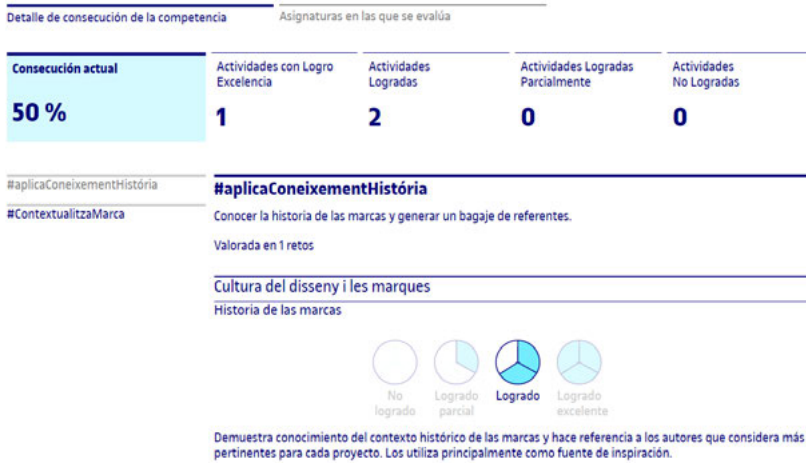 Detalle de consecución de la competencia
Asignaturas en las que se evalúa
Consecución actual
50 %
Actividades con Logro
Excelencia
1
Actividades
Logradas
2
Actividades Logradas
Parcialmente
0
Actividades
No Logradas
0
#aplicaConeixementHistória
#ContextualitzaMarca
#aplicaConeixementHistória
Conocer la historia de las marcas y generar un bagaje de referentes.
Valorada en 1 retos
Cultura del disseny i les marques
Historia de las marcas
No
logrado
Logrado
parcial
Logrado
Logrado
excelente
Demuestra conocimiento del contexto histórico de las marcas y hace referencia a los autores que considera más
pertinentes para cada proyecto. Los utiliza principalmente como fuente de inspiración.